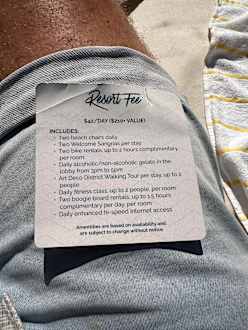 Resort Fee
$42/DAY ($250+ VALUE)
INCLUDES:
- Two beach chairs daily
- Two Welcome Sangrias per stay
- Two bike rentals, up to 2 hours complimentary
per room
- Daily alcoholic/non-alcoholic gelato in the
lobby from 3pm to 5pm
- Art Deco District Walking Tour per stay, up to 2
people
- Daily fitness class, up to 2 people, per room
- Two boogie board rentals, up to 1.5 hours
complimentary per day, per room
- Daily enhanced hi-speed internet access
Amenities are based on availability and
are subject to change without notice